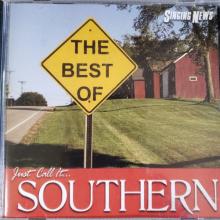 SINGING NEWS
THE
BEST
OF
Just Call It...
SOUTHERN